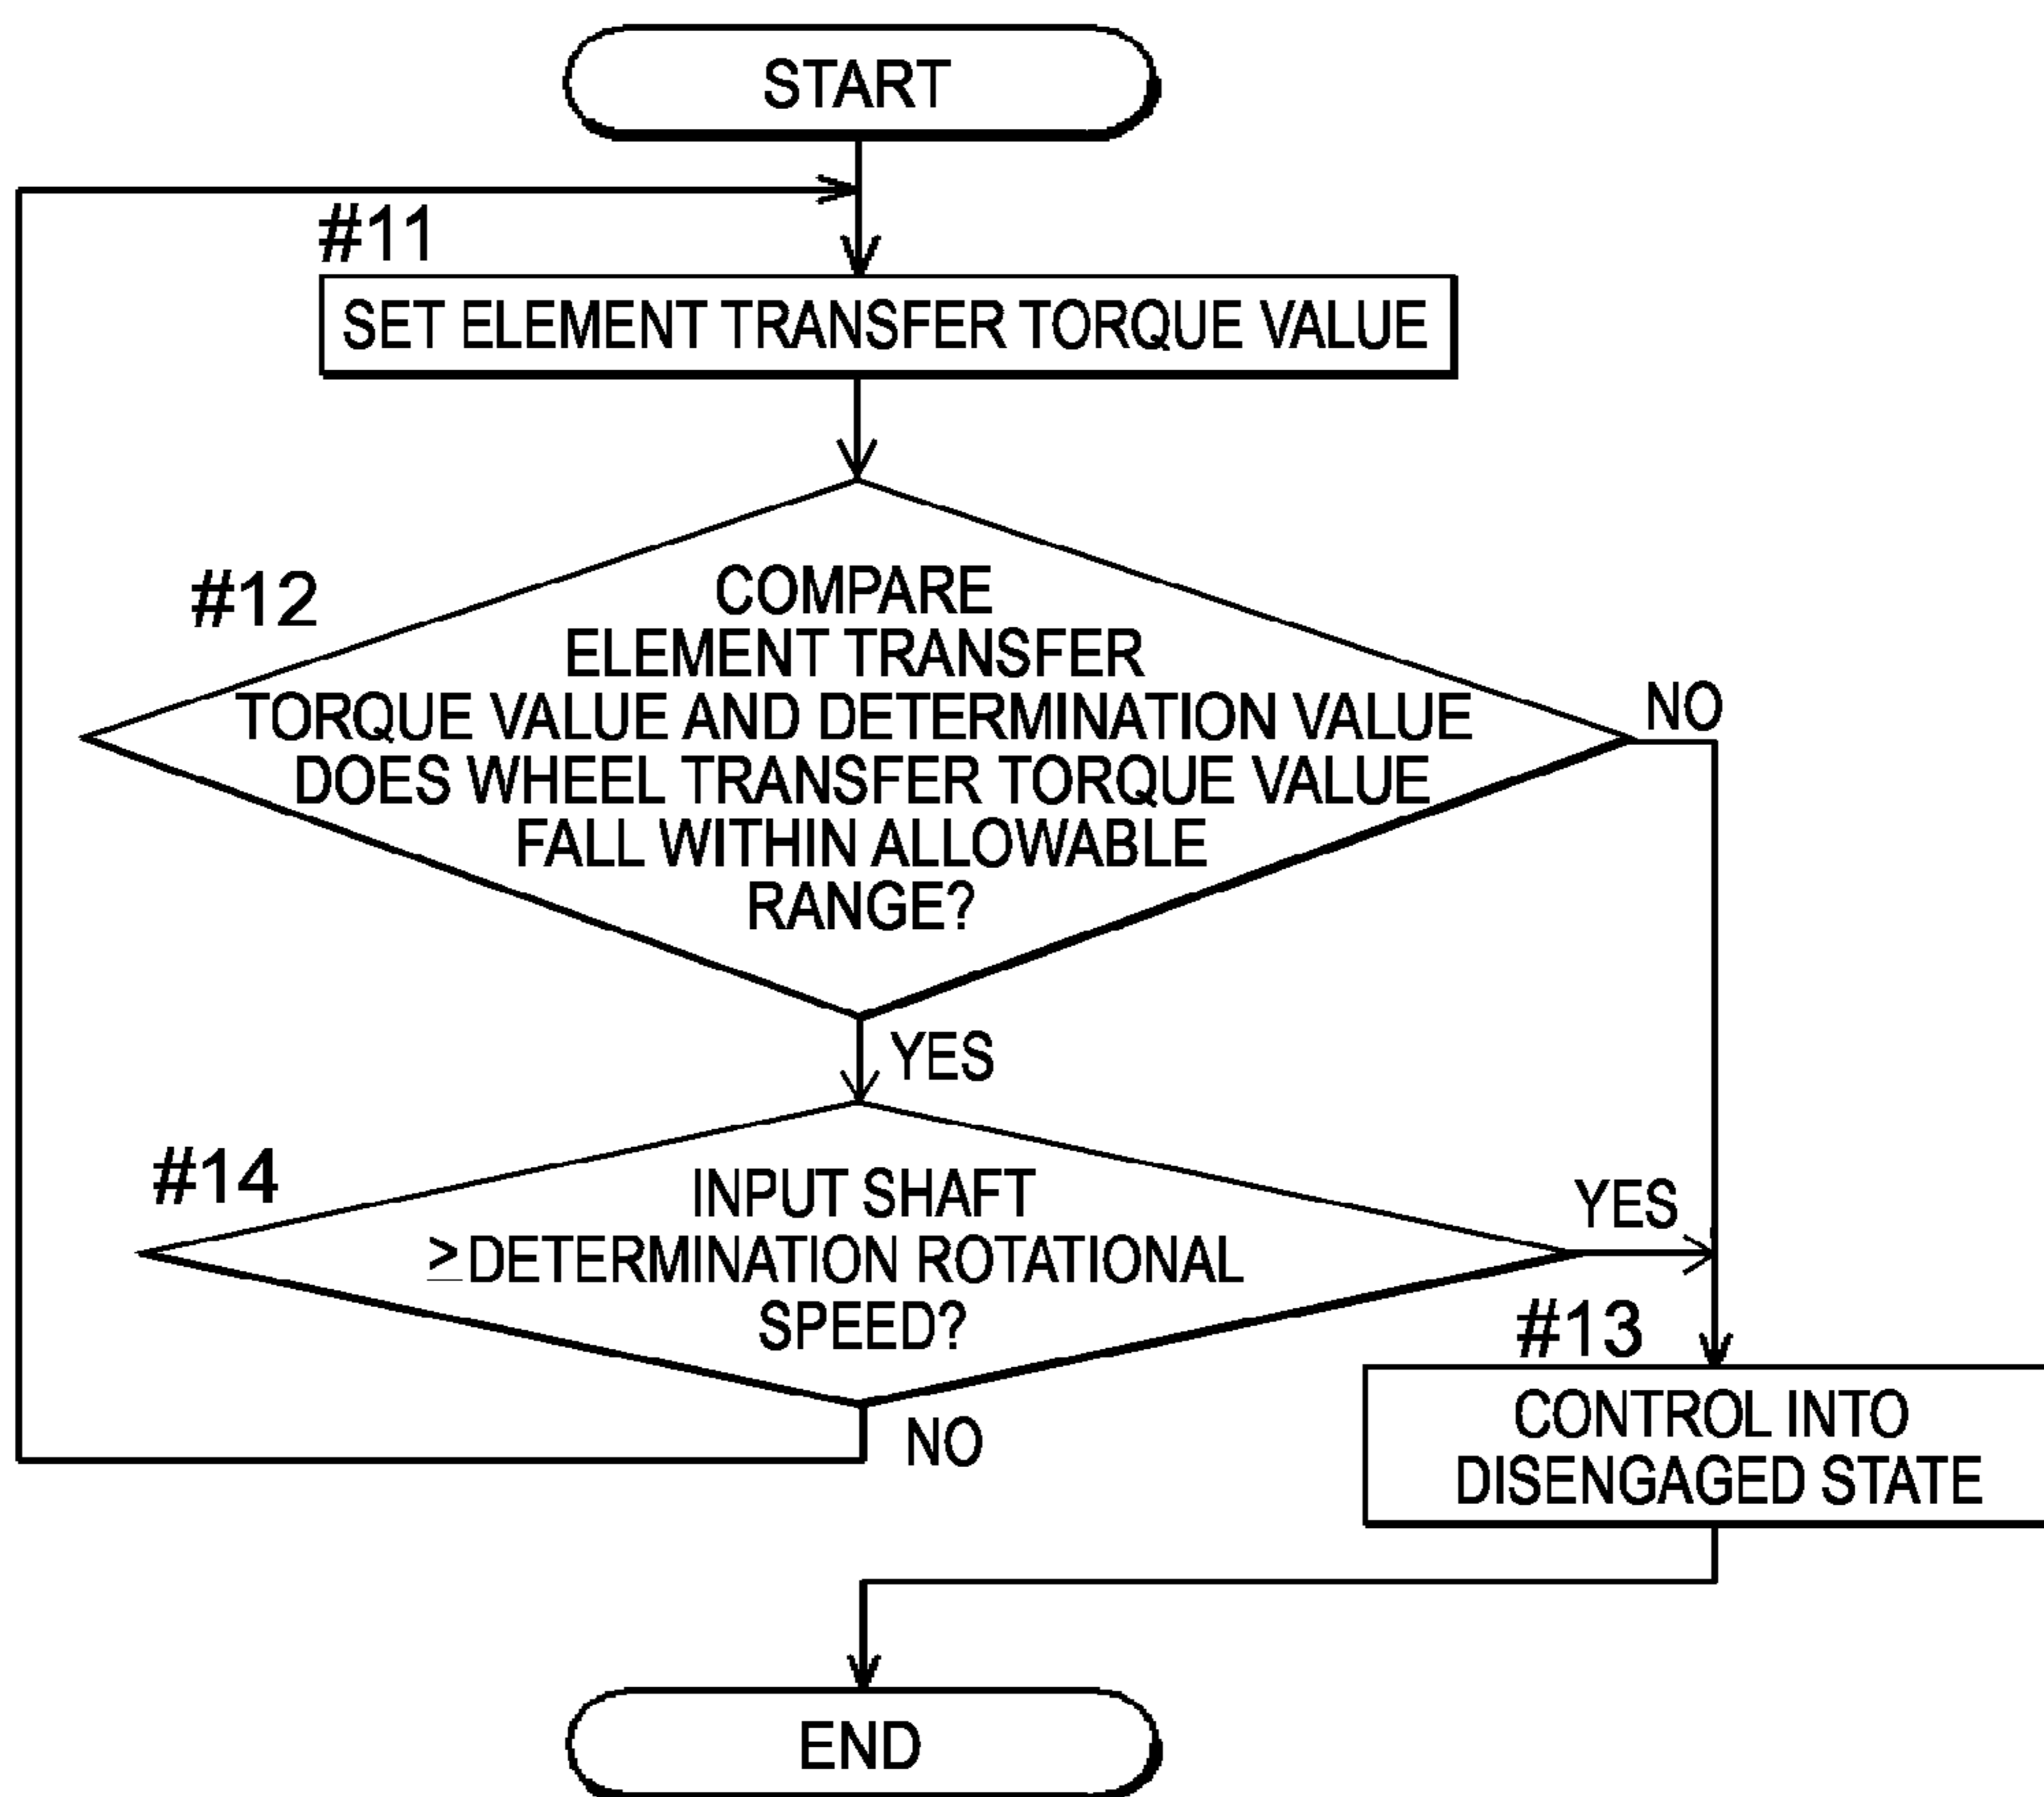 START
#11
SET ELEMENT TRANSFER TORQUE VALUE
#12
COMPARE
ELEMENT TRANSFER
TORQUE VALUE AND DETERMINATION VALUE
DOES WHEEL TRANSFER TORQUE VALUE
FALL WITHIN ALLOWABLE
RANGE?
NO
YES
#14
INPUT SHAFT
≥DETERMINATION ROTATIONAL
SPEED?
YES
NO
#13
CONTROL INTO
DISENGAGED STATE
END